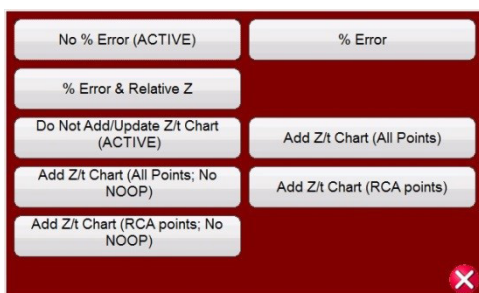 No % Error (ACTIVE)
% Error
% Error & Relative Z
Do Not Add/Update Z/t Chart
(ACTIVE)
Add Z/t Chart (All Points)
Add Z/t Chart (All Points; No
NOOP)
Add Z/t Chart (RCA points)
Add Z/t Chart (RCA points; No
NOOP)